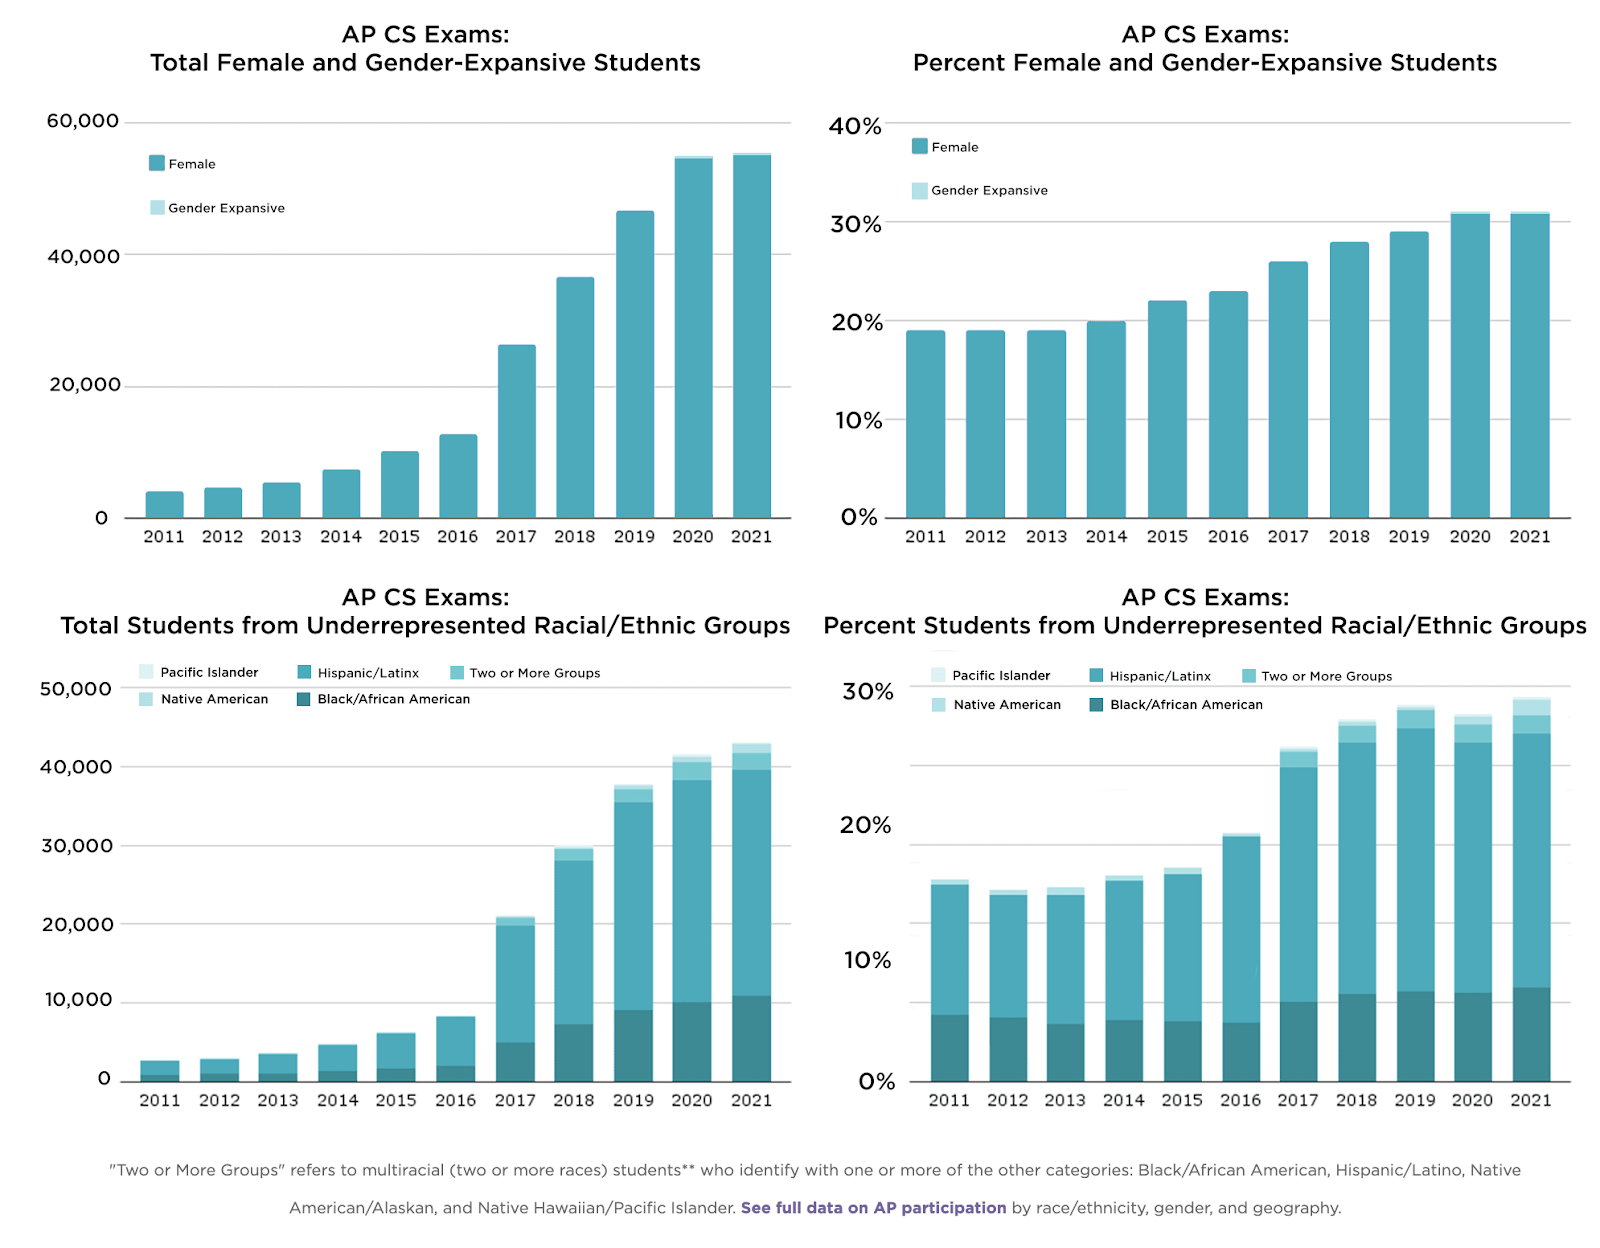 AP CS Exams:
Total Female and Gender-Expansive Students
60,000
Female
Gender Expansive
40,000
20,000
0
2011 2012 2013 2014 2015 2016 2017 2018 2019 2020 2021
AP CS Exams:
Percent Female and Gender-Expansive Students
40%
Female
Gender Expansive
30%
20%
10%
0%
2011 2012 2013 2014 2015 2016 2017 2018 2019 2020 2021
AP CS Exams:
Total Students from Underrepresented Racial/Ethnic Groups
Pacific Islander Hispanic/Latinx Two or More Groups
50,000
Native American Black/African American
40,000
30,000
20,000
10,000
0
2011 2012 2013 2014 2015 2016 2017 2018 2019 2020 2021
AP CS Exams:
Percent Students from Underrepresented Racial/Ethnic Groups
Pacific Islander Hispanic/Latinx Two or More Groups
30%
Native American Black/African American
20%
10%
0%
2011 2012 2013 2014 2015 2016 2017 2018 2019 2020 2021
"Two or More Groups" refers to multiracial (two or more races) students** who identify with one or more of the other categories: Black/African American, Hispanic/Latino, Native
American/Alaskan, and Native Hawaiian/Pacific Islander. See full data on AP participation by race/ethnicity, gender, and geography.